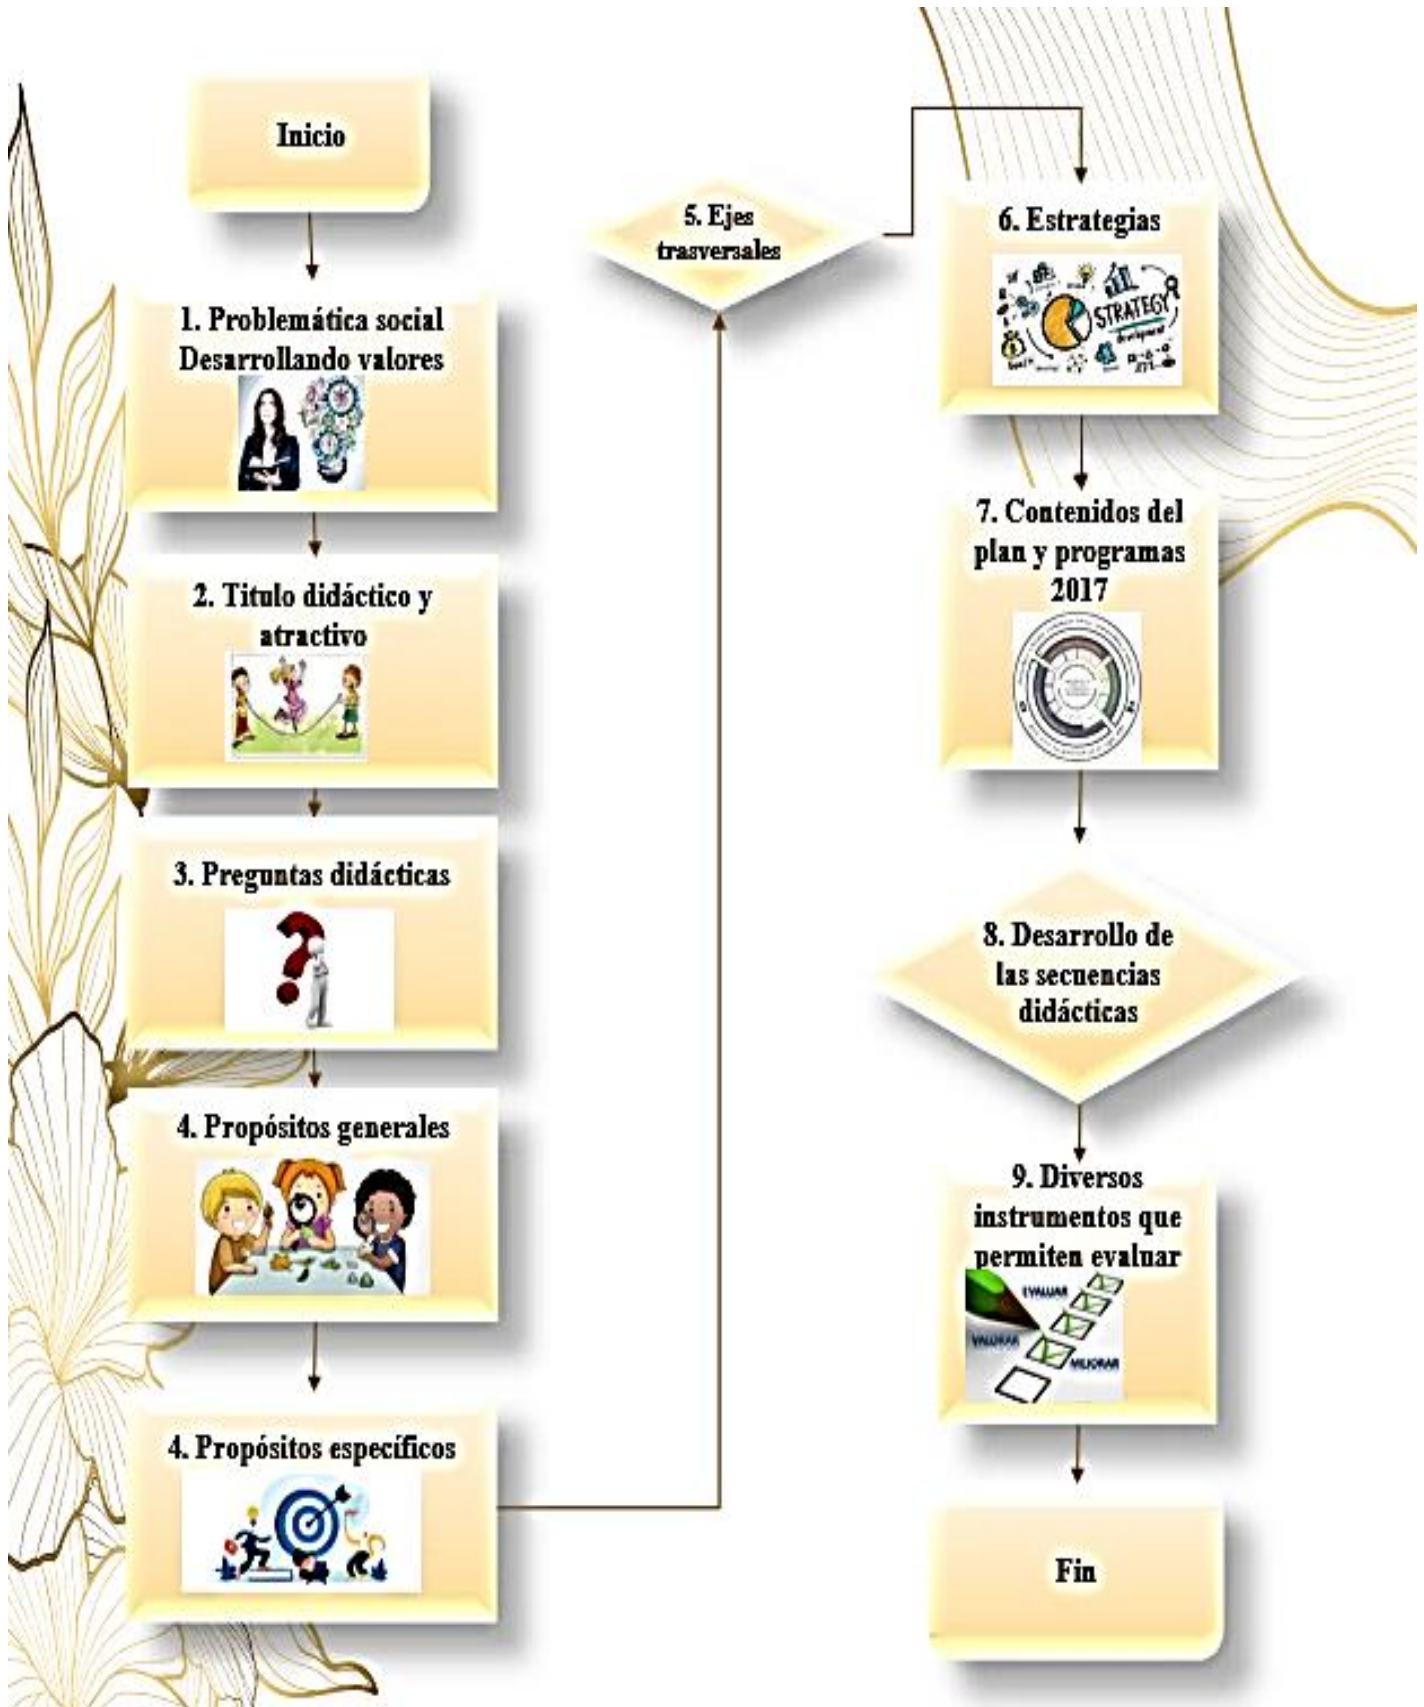 Inicio
1. Problemática social
Desarrollando valores
2. Titulo didáctico y
atractivo
3. Preguntas didácticas
4. Propósitos generales
4. Propósitos específicos
5. Ejes
trasversales
6. Estrategias
STRATEGY
development
7. Contenidos del
plan y programas
2017
8. Desarrollo de
las secuencias
didácticas
9. Diversos
instrumentos que
permiten evaluar
EVALUAR
VALORAR
MEJORAR
Fin